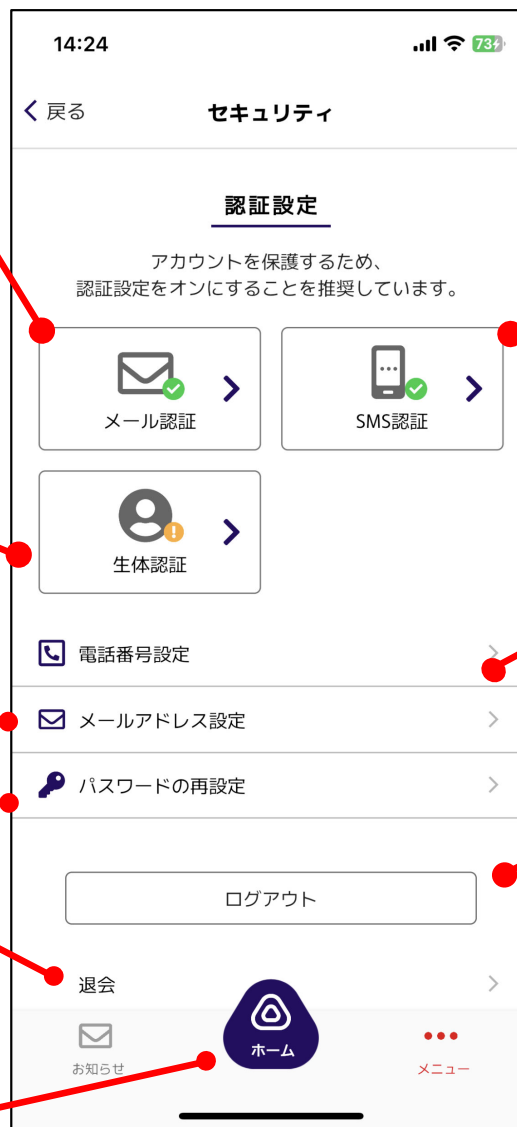 14:24
73
戻る
セキュリティ
認証設定
アカウントを保護するため、
認証設定をオンにすることを推奨しています。
メール認証
SMS認証
生体認証
電話番号設定
メールアドレス設定
パスワードの再設定
ログアウト
退会
お知らせ
ホーム
メニュー